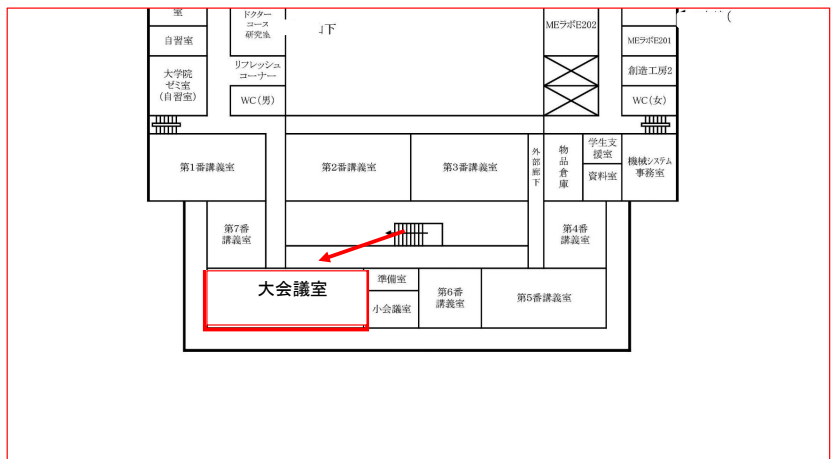 室
ドクター
コース
研究室
」下
MEラボE202
(
自習室
MEラボE201
大学院
ゼミ室
(自習室)
リフレッシュ
コーナー
創造工房2
WC(男)
WC(女)
第1番講義室
第2番講義室
第3番講義室
外部廊下
物品倉庫
学生支
援室
資料室
機械システム
事務室
第7番
講義室
第4番
講義室
大会議室
準備室
小会議室
第6番
講義室
第5番講義室